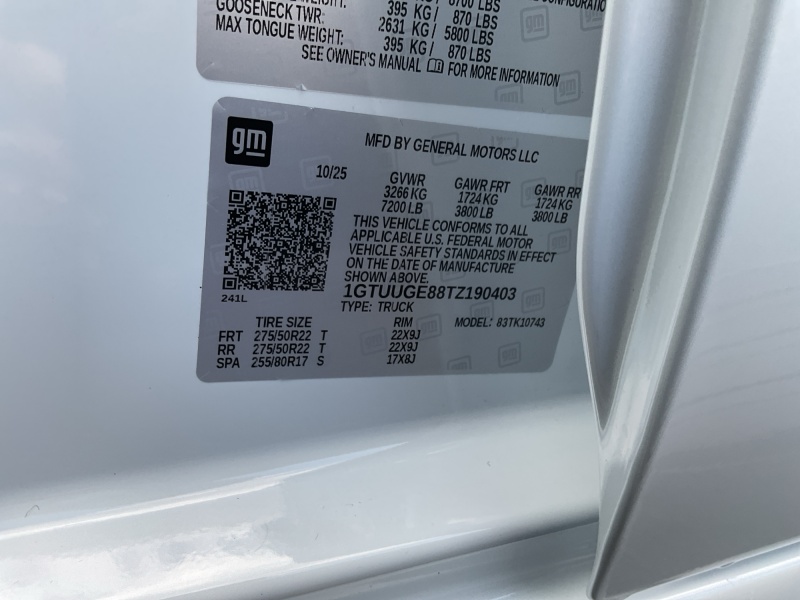 8700 LBS
GOOSENECK TWR: 395 KG/ 870 LBS
2631 KG/ 5800 LBS
MAX TONGUE WEIGHT: 395 KG/ 870 LBS
SEE OWNER'S MANUAL FOR MORE INFORMATION
gm
MFD BY GENERAL MOTORS LLC
10/25 GVWR GAWR FRT GAWR RR
3266 KG 1724 KG 1724 KG
7200 LB 3800 LB 3800 LB
THIS VEHICLE CONFORMS TO ALL
APPLICABLE U.S. FEDERAL MOTOR
VEHICLE SAFETY STANDARDS IN EFFECT
ON THE DATE OF MANUFACTURE
SHOWN ABOVE.
241L
1GTUUGE88TZ190403
TYPE: TRUCK
TIRE SIZE RIM MODEL: 83TK10743
FRT 275/50R22 T 22X9J
RR 275/50R22 T 22X9J
SPA 255/80R17 S 17X8J